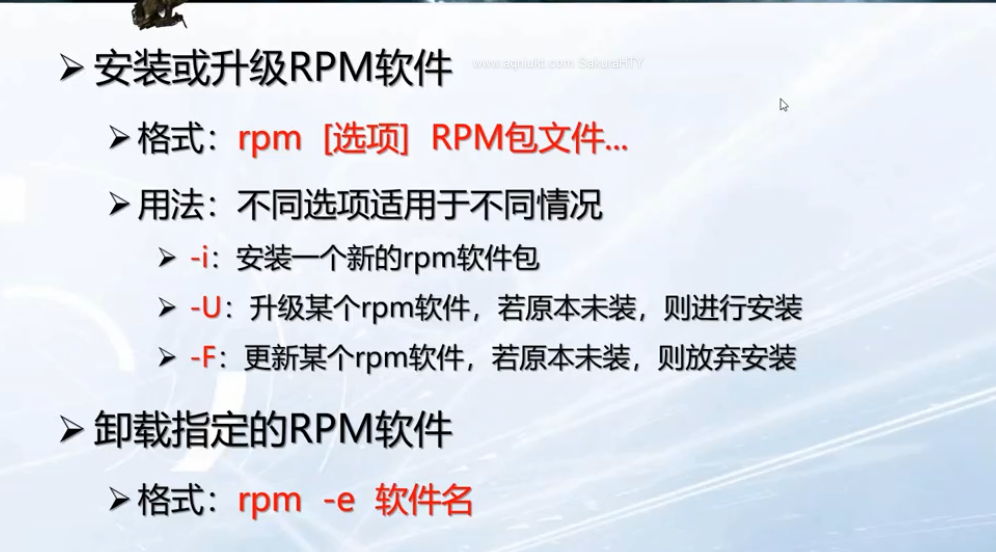 安装或升级RPM软件
www.aqniukt.com SakuraHTY
格式：rpm [选项] RPM包文件...
用法：不同选项适用于不同情况
-i：安装一个新的rpm软件包
-U：升级某个rpm软件，若原本未装，则进行安装
-F：更新某个rpm软件，若原本未装，则放弃安装
卸载指定的RPM软件
格式：rpm -e 软件名